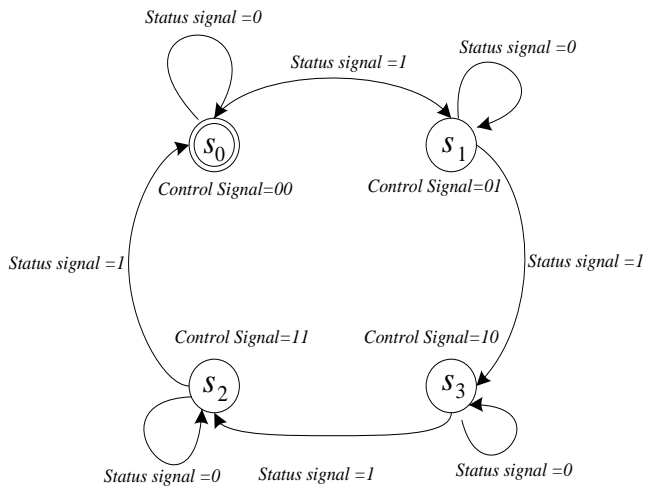 Status signal =0
Status signal =0
Status signal =1
s0
s1
Control Signal=00
Control Signal=01
Status signal =1
Status signal =1
Control Signal=11
Control Signal=10
s2
s3
Status signal =0
Status signal =1
Status signal =0